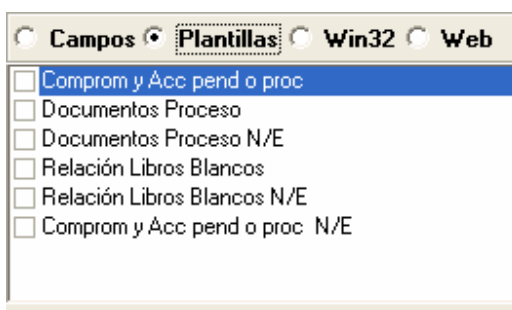 Campos Plantillas Win32 Web
Comprom y Acc pend o proc
Documentos Proceso
Documentos Proceso N/E
Relación Libros Blancos
Relación Libros Blancos N/E
Comprom y Acc pend o proc N/E